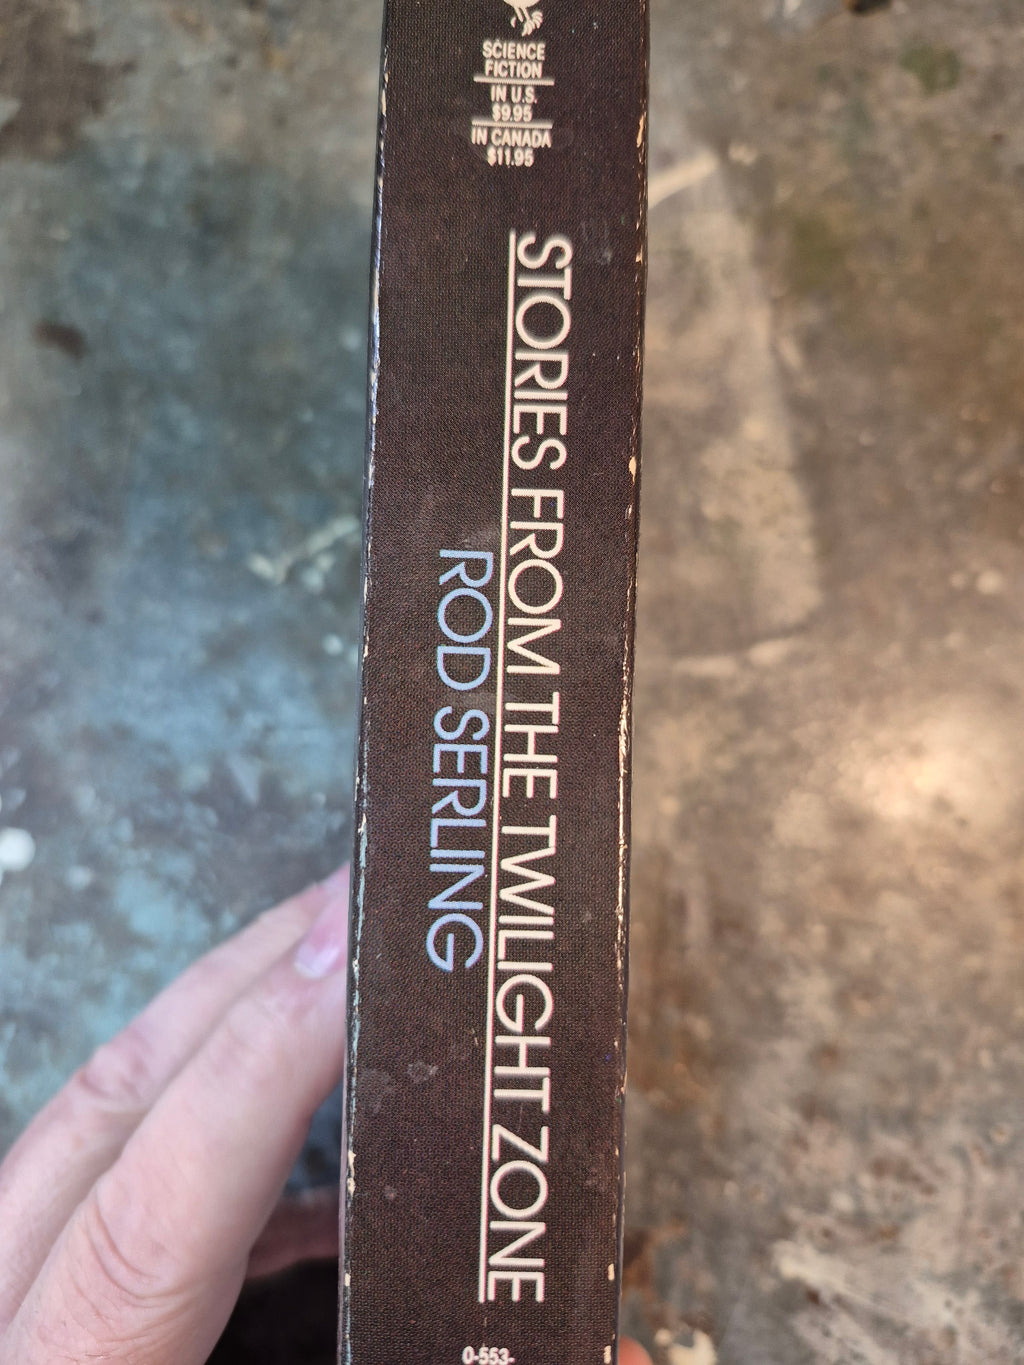 SCIENCE
FICTION
IN U.S.
$9.95
IN CANADA
$11.95
STORIES FROM THE TWILIGHT ZONE
ROD SERLING
0-553-